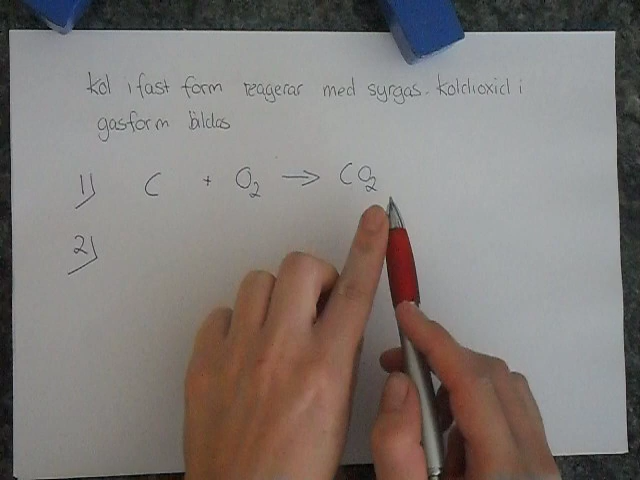 kol i fast form reagerar med syrgas. koldioxid i
gasform bildas
1) C + O₂ → CO₂
2)